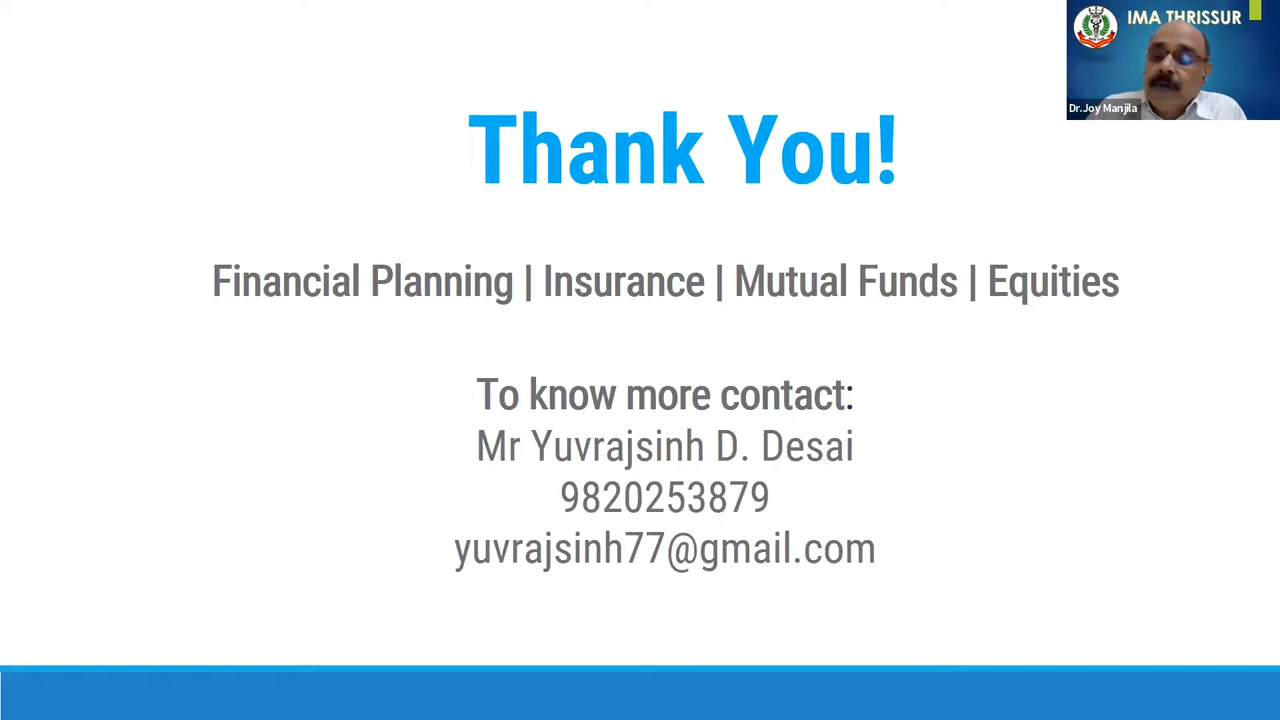 IMA THRISSUR
Dr.Joy Manjila
Thank You!
Financial Planning | Insurance | Mutual Funds | Equities
To know more contact:
Mr Yuvrajsinh D. Desai
9820253879
yuvrajsinh77@gmail.com